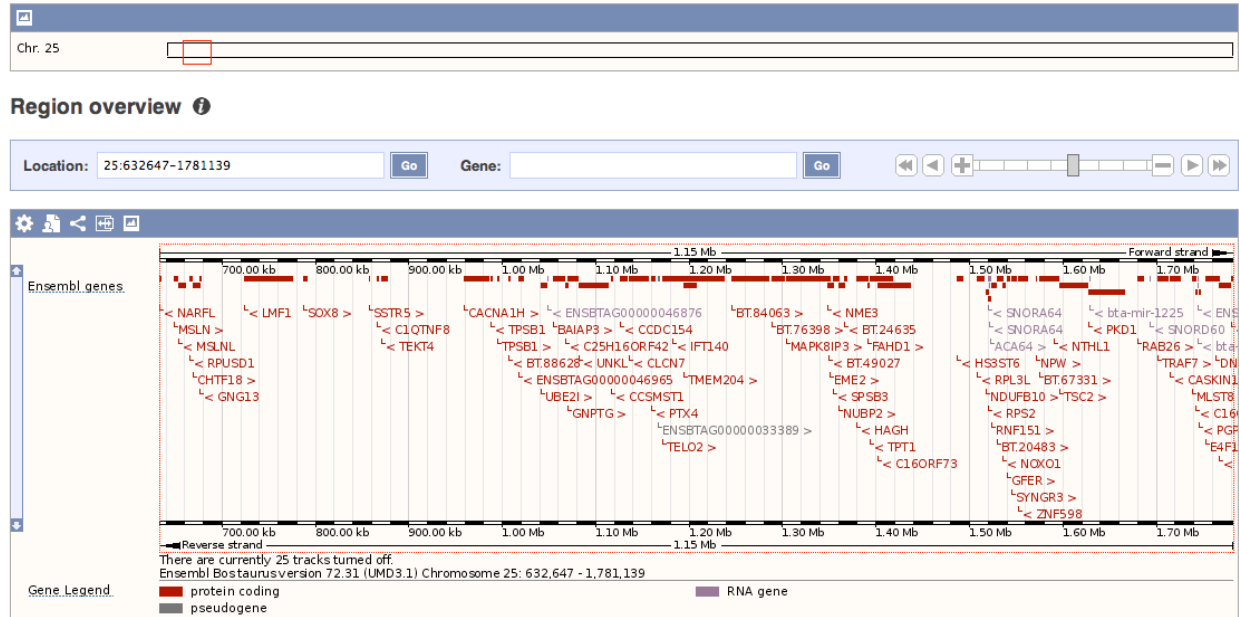 Chr. 25
Region overview
Location: 25:632647-1781139 Go Gene: Go
1.15 Mb Forward strand
700.00 kb 800.00 kb 900.00 kb 1.00 Mb 1.10 Mb 1.20 Mb 1.30 Mb 1.40 Mb 1.50 Mb 1.60 Mb 1.70 Mb
Ensembl genes
< NARFL < LMF1 SOX8 > SSTR5 > CACNA1H > < ENSBTAG00000046876 BT.84063 > < NME3 < SNORA64 < bta-mir-1225 < ENS
MSLN > < C1QTNF8 < TPSB1 BAIAP3 > < CCDC154 BT.76398 > < BT.24635 < SNORA64 < PKD1 < SNORD60
< MSLNL < TEKT4 TPSB1 > < C25H16ORF42 < IFT140 MAPK8IP3 > FAHD1 > ACA64 > < NTHL1 RAB26 > < bta-
< RPUSD1 < BT.88628 < UNKL < CLCN7 < BT.49027 < HS3ST6 NPW > TRAF7 > DN
CHTF18 > < ENSBTAG00000046965 TMEM204 > EME2 > < RPL3L BT.67331 > < CASKIN1
< GNG13 UBE2I > < CCSMST1 < SPSB3 NDUFB10 > TSC2 > MLST8
GNPTG > < PTX4 NUBP2 > < RPS2 < C16
ENSBTAG00000033389 > < HAGH RNF151 > < PGP
TELO2 > < TPT1 BT.20483 > E4F1
< C16ORF73 < NOXO1 <
GFER >
SYNGR3 >
< ZNF598
700.00 kb 800.00 kb 900.00 kb 1.00 Mb 1.10 Mb 1.20 Mb 1.30 Mb 1.40 Mb 1.50 Mb 1.60 Mb 1.70 Mb
Reverse strand 1.15 Mb
There are currently 25 tracks turned off.
Ensembl Bos taurus version 72.31 (UMD3.1) Chromosome 25: 632,647 - 1,781,139
Gene Legend protein coding RNA gene
pseudogene